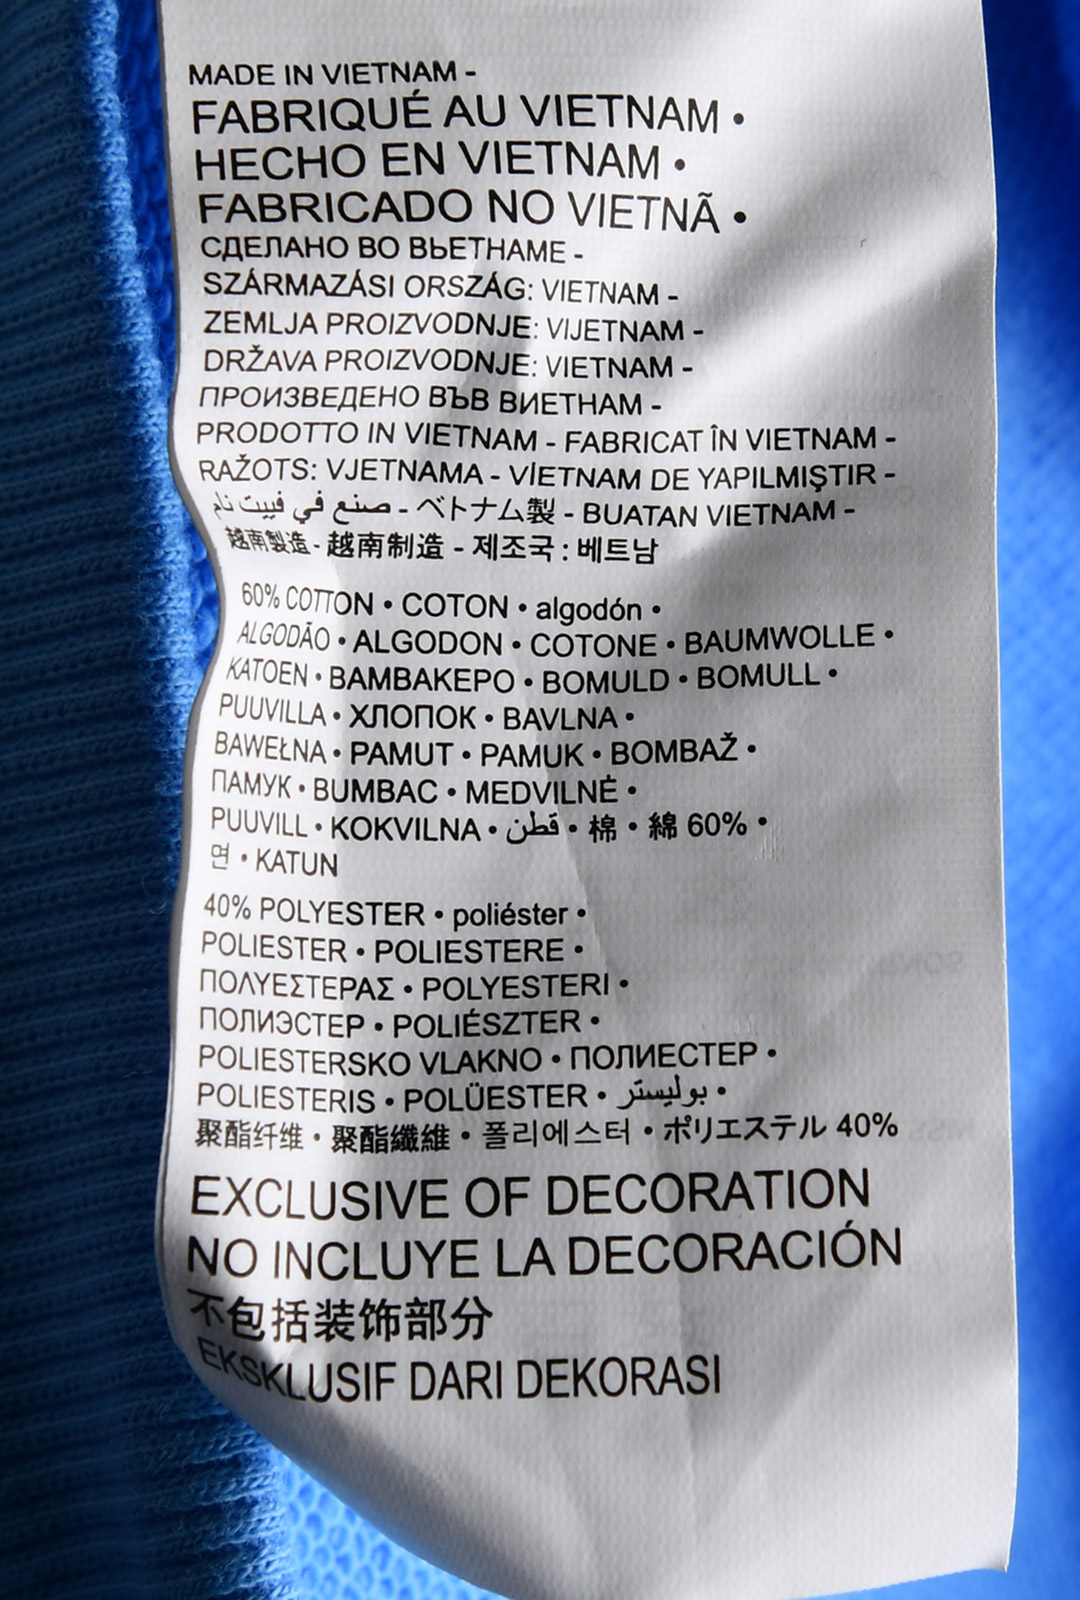 MADE IN VIETNAM -
FABRIQUÉ AU VIETNAM •
HECHO EN VIETNAM •
FABRICADO NO VIETNÃ •
СДЕЛАНО ВО ВЬЕТНАМЕ -
SZÁRMAZÁSI ORSZÁG: VIETNAM -
ZEMLJA PROIZVODNJE: VIJETNAM -
DRŽAVA PROIZVODNJE: VIETNAM -
ПРОИЗВЕДЕНО ВЪВ ВИЕТНАМ -
PRODOTTO IN VIETNAM - FABRICAT ÎN VIETNAM -
RAŽOTS: VJETNAMA - VİETNAM DE YAPILMIŞTIR -
صنع في فييت نام - ベトナム製 - BUATAN VIETNAM -
越南製造 - 越南制造 - 제조국 : 베트남
60% COTTON • COTON • algodón •
ALGODÃO • ALGODON • COTONE • BAUMWOLLE •
KATOEN • ΒΑΜΒΑΚΕΡΟ • BOMULD • BOMULL •
PUUVILLA • ХЛОПОК • BAVLNA •
BAWEŁNA • PAMUT • PAMUK • BOMBAŽ •
ПАМУК • BUMBAC • MEDVILNĖ •
PUUVILL • KOKVILNA • قطن • 棉 • 綿 60% •
면 • KATUN
40% POLYESTER • poliéster •
POLIESTER • POLIESTERE •
ΠΟΛΥΕΣΤΕΡΑΣ • POLYESTERI •
ПОЛИЭСТЕР • POLIÉSZTER •
POLIESTERSKO VLAKNO • ПОЛИЕСТЕР •
POLIESTERIS • POLÜESTER • بوليستر •
聚酯纤维 • 聚酯纖維 • 폴리에스터 • ポリエステル 40%
EXCLUSIVE OF DECORATION
NO INCLUYE LA DECORACIÓN
不包括装饰部分
EKSKLUSIF DARI DEKORASI